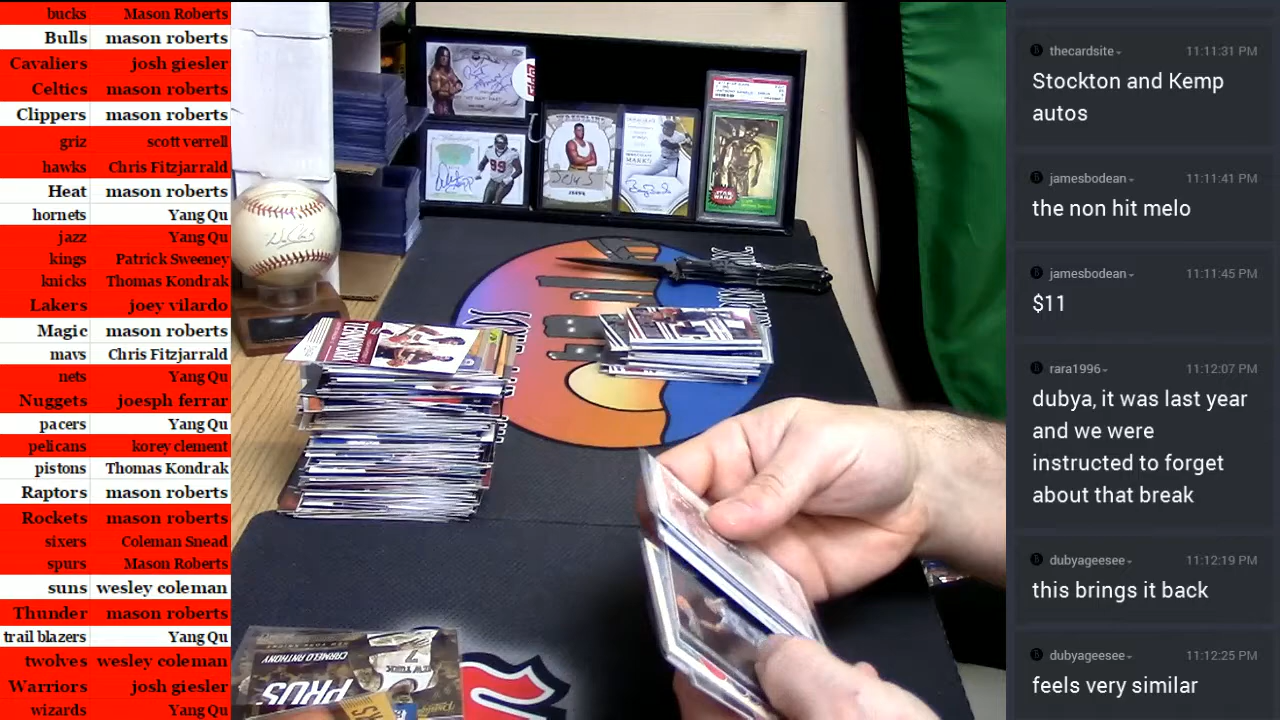 bucks Mason Roberts
Bulls mason roberts
Cavaliers josh giesler
Celtics mason roberts
Clippers mason roberts
griz scott verrell
hawks Chris Fitzjarrald
Heat mason roberts
hornets Yang Qu
jazz Yang Qu
kings Patrick Sweeney
knicks Thomas Kondrak
Lakers joey vilardo
Magic mason roberts
mavs Chris Fitzjarrald
nets Yang Qu
Nuggets joesph ferrar
pacers Yang Qu
pelicans korey clement
pistons Thomas Kondrak
Raptors mason roberts
Rockets mason roberts
sixers Coleman Snead
spurs Mason Roberts
suns wesley coleman
Thunder mason roberts
trail blazers Yang Qu
twolves wesley coleman
Warriors josh giesler
wizards Yang Qu
STAR WARS
99
CARMELO ANTHONY
PROS
NEW YORK
7
thecardsite 11:11:31 PM
Stockton and Kemp
autos
jamesbodean 11:11:41 PM
the non hit melo
jamesbodean 11:11:45 PM
$11
rara1996 11:12:07 PM
dubya, it was last year
and we were
instructed to forget
about that break
dubyageesee 11:12:19 PM
this brings it back
dubyageesee 11:12:25 PM
feels very similar